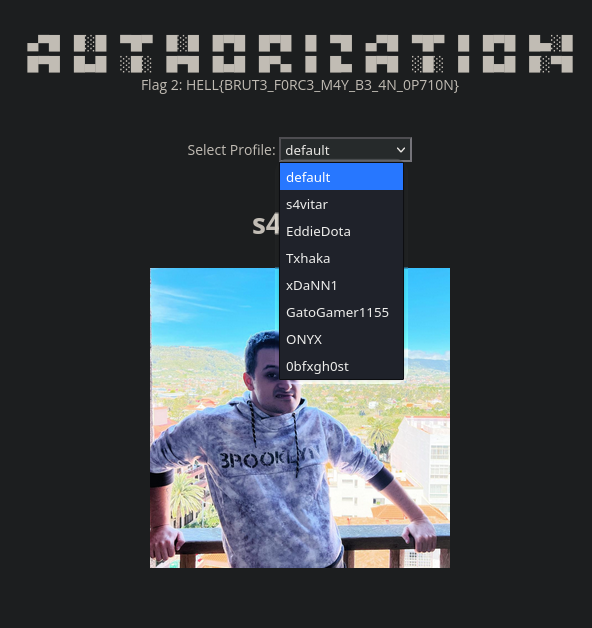 AUTHORIZATION
Flag 2: HELL{BRUT3_F0RC3_M4Y_B3_4N_0P710N}
Select Profile: default
default
s4vitar
EddieDota
Txhaka
xDaNN1
GatoGamer1155
ONYX
0bfxgh0st
s4
BROOKLYN